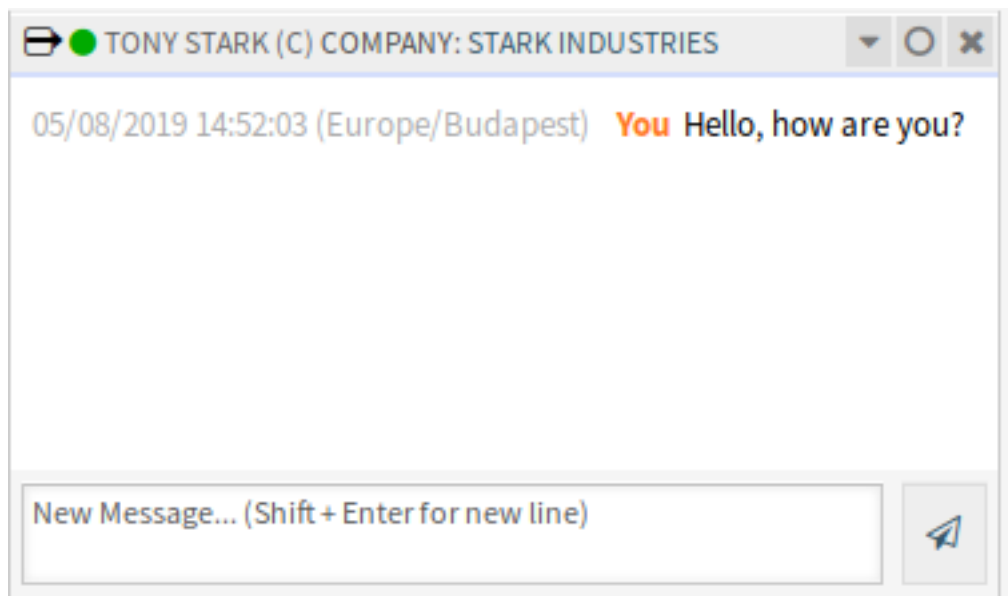 TONY STARK (C) COMPANY: STARK INDUSTRIES
05/08/2019 14:52:03 (Europe/Budapest) You Hello, how are you?
New Message... (Shift + Enter for new line)